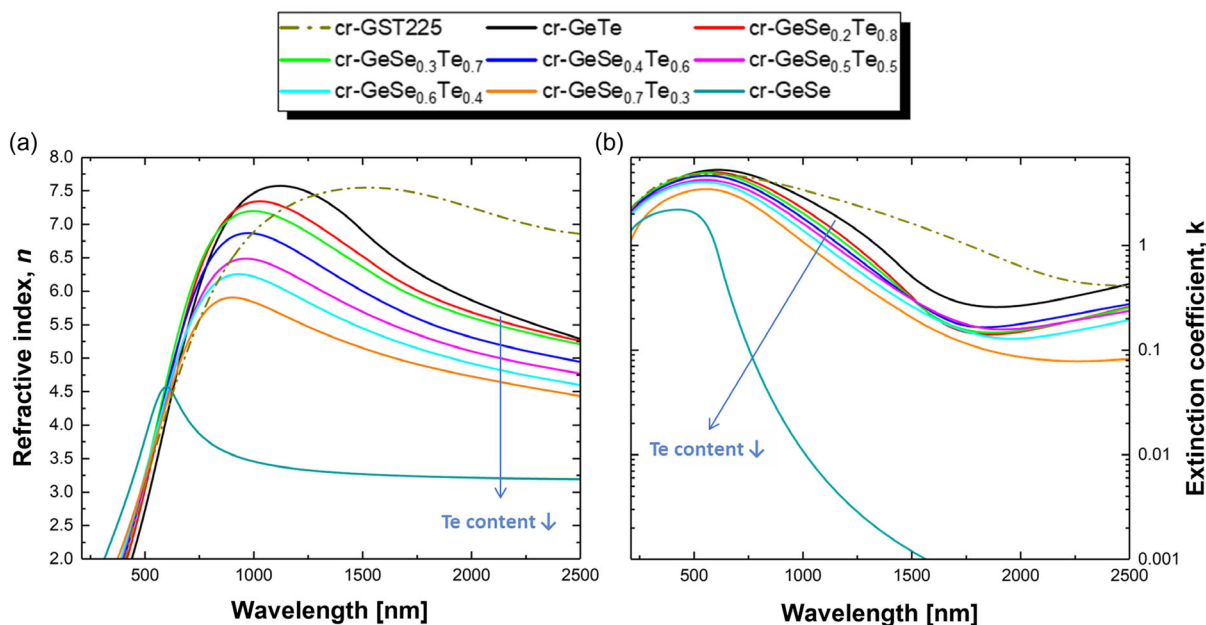 cr-GST225 cr-GeTe cr-GeSe0.2Te0.8
cr-GeSe0.3Te0.7 cr-GeSe0.4Te0.6 cr-GeSe0.5Te0.5
cr-GeSe0.6Te0.4 cr-GeSe0.7Te0.3 cr-GeSe
(a)
Refractive index, n
8.0
7.5
7.0
6.5
6.0
5.5
5.0
4.5
4.0
3.5
3.0
2.5
2.0
Te content ↓
500 1000 1500 2000 2500
Wavelength [nm]
(b)
Te content ↓
1
0.1
0.01
0.001
Extinction coefficient, k
500 1000 1500 2000 2500
Wavelength [nm]